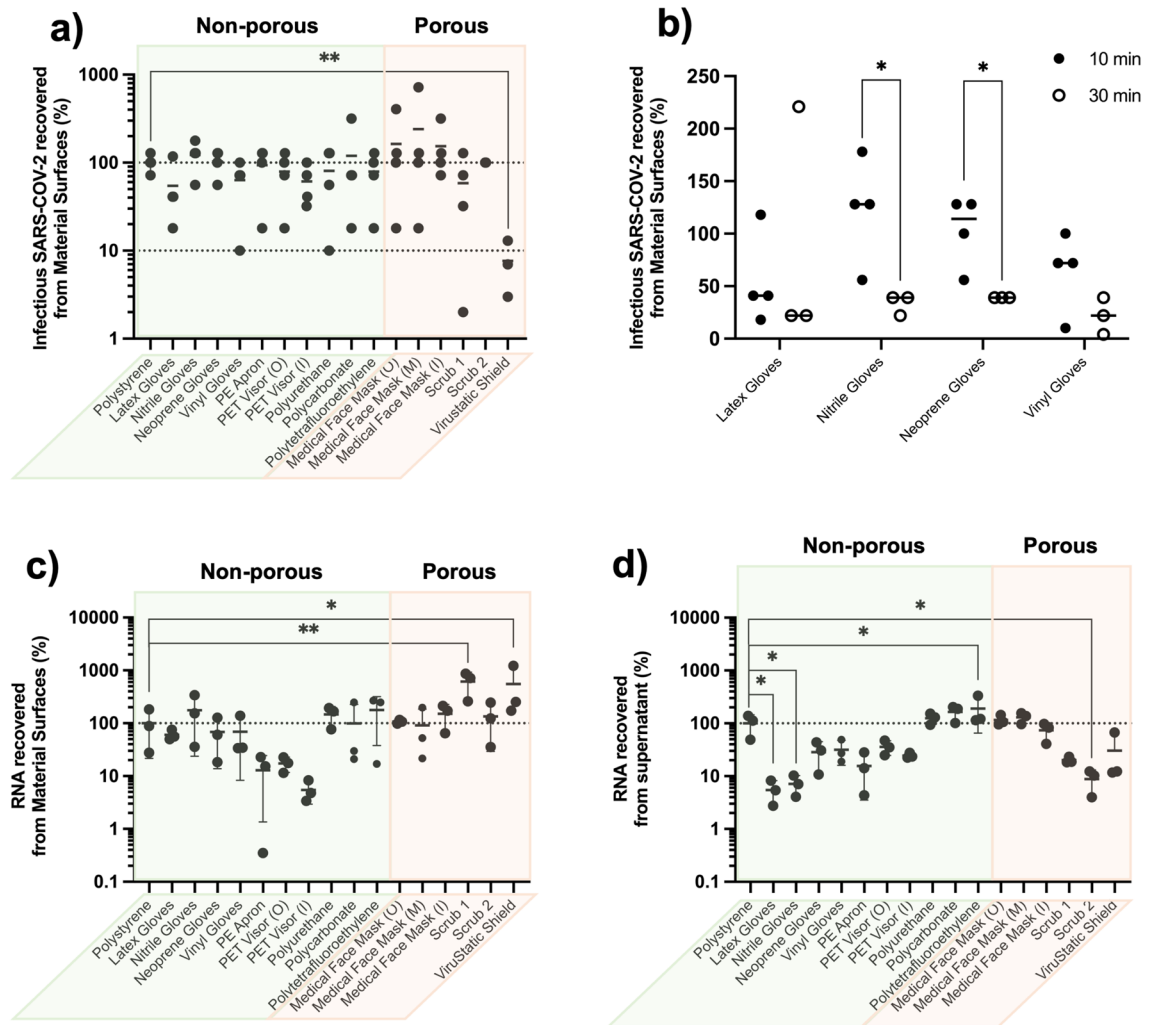 a)
Non-porous
Porous
**
1000
100
10
1
Infectious SARS-COV-2 recovered
from Material Surfaces (%)
Polystyrene
Latex Gloves
Nitrile Gloves
Neoprene Gloves
Vinyl Gloves
PE Apron
PET Visor (O)
PET Visor (I)
Polyurethane
Polycarbonate
Polytetrafluoroethylene
Medical Face Mask (O)
Medical Face Mask (M)
Medical Face Mask (I)
Scrub 1
Scrub 2
Virustatic Shield
b)
10 min
30 min
*
*
250
200
150
100
50
0
Infectious SARS-COV-2 recovered
from Material Surfaces (%)
Latex Gloves
Nitrile Gloves
Neoprene Gloves
Vinyl Gloves
c)
Non-porous
Porous
*
**
10000
1000
100
10
1
0.1
RNA recovered
from Material Surfaces (%)
Polystyrene
Latex Gloves
Nitrile Gloves
Neoprene Gloves
Vinyl Gloves
PE Apron
PET Visor (O)
PET Visor (I)
Polyurethane
Polycarbonate
Polytetrafluoroethylene
Medical Face Mask (O)
Medical Face Mask (M)
Medical Face Mask (I)
Scrub 1
Scrub 2
ViruStatic Shield
d)
Non-porous
Porous
*
*
*
*
10000
1000
100
10
1
0.1
RNA recovered
from supernatant (%)
Polystyrene
Latex Gloves
Nitrile Gloves
Neoprene Gloves
Vinyl Gloves
PE Apron
PET Visor (O)
PET Visor (I)
Polyurethane
Polycarbonate
Polytetrafluoroethylene
Medical Face Mask (O)
Medical Face Mask (M)
Medical Face Mask (I)
Scrub 1
Scrub 2
ViruStatic Shield